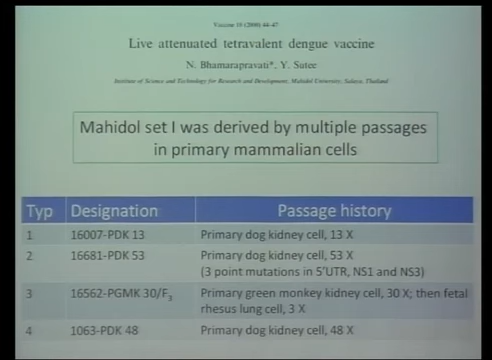 Vaccine 18 (2000) 44-47
Live attenuated tetravalent dengue vaccine
N. Bhamarapravati*, Y. Sutee
Institute of Science and Technology for Research and Development, Mahidol University, Salaya, Thailand
Mahidol set I was derived by multiple passages
in primary mammalian cells
Typ Designation Passage history
1 16007-PDK 13 Primary dog kidney cell, 13 X
2 16681-PDK 53 Primary dog kidney cell, 53 X
(3 point mutations in 5'UTR, NS1 and NS3)
3 16562-PGMK 30/F3 Primary green monkey kidney cell, 30 X; then fetal
rhesus lung cell, 3 X
4 1063-PDK 48 Primary dog kidney cell, 48 X